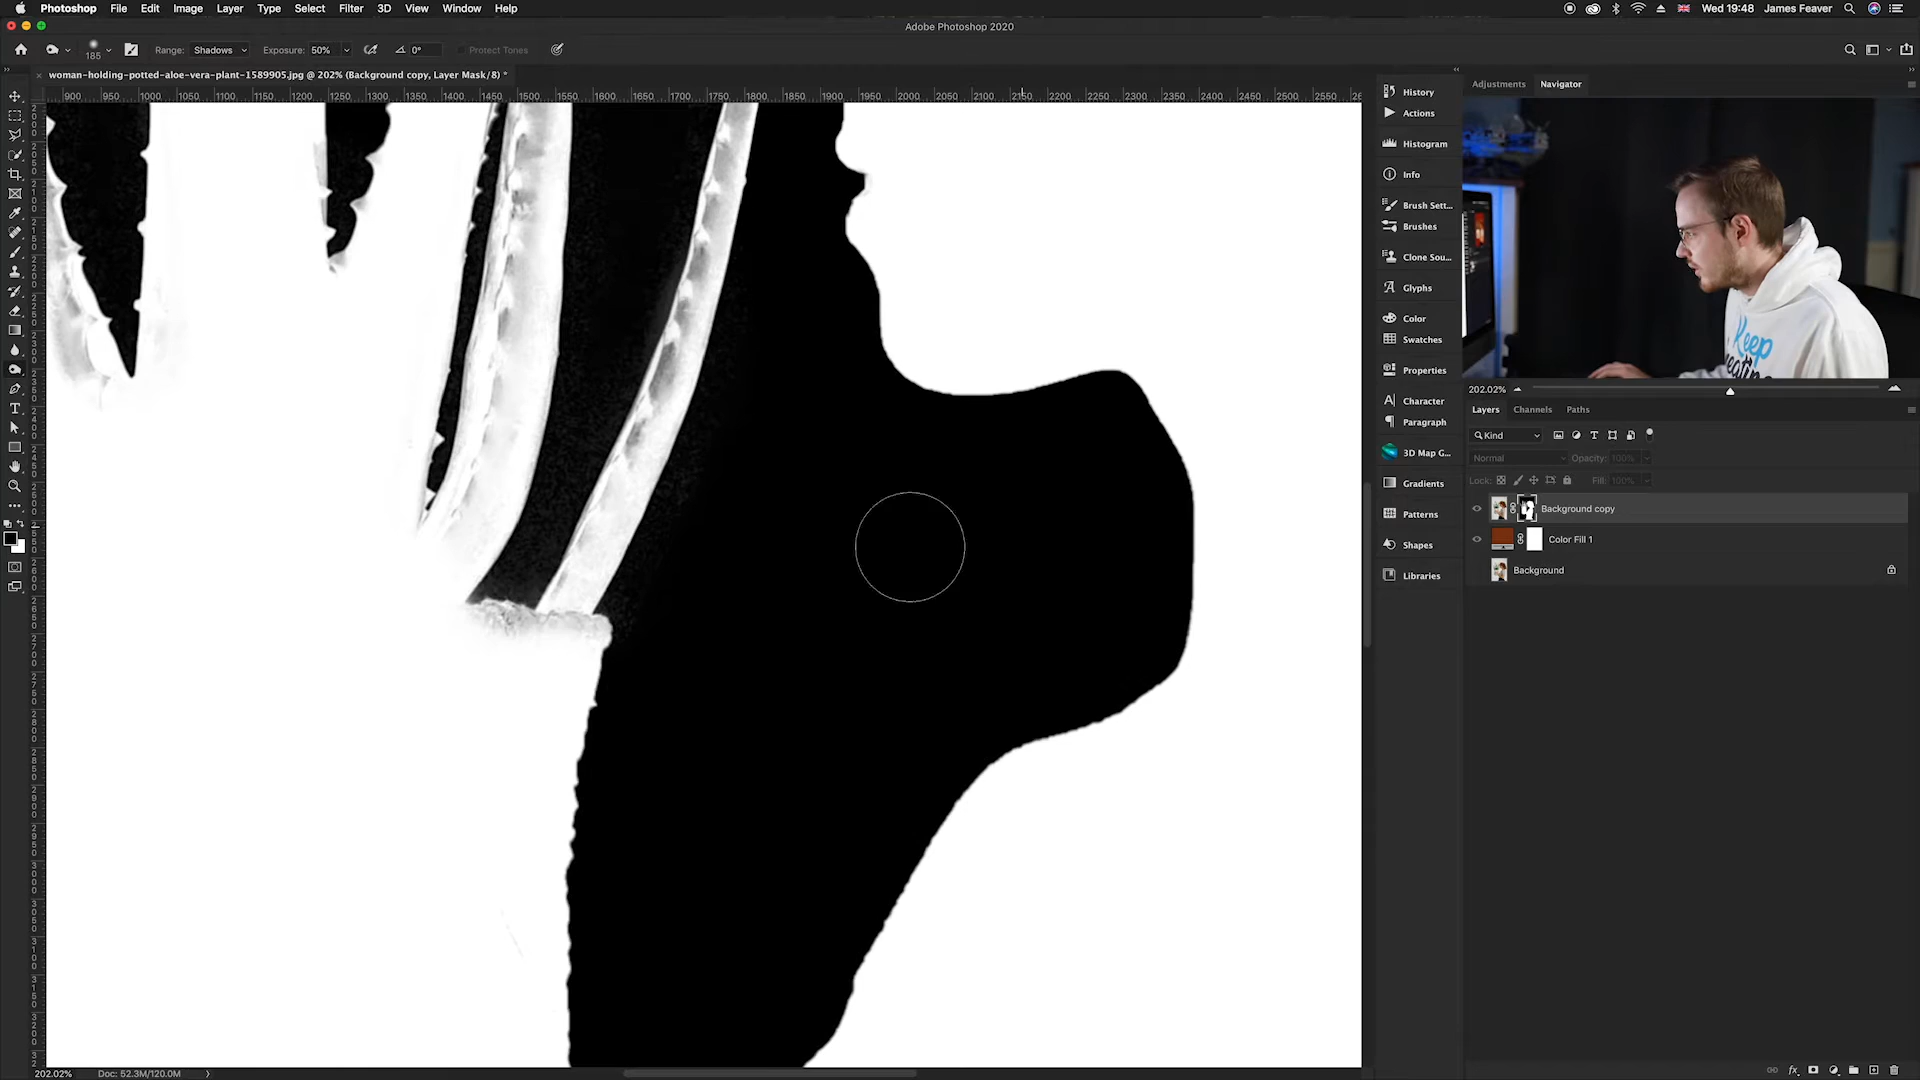 Photoshop File Edit Image Layer Type Select Filter 3D View Window Help
Wed 19:48 James Feaver
Adobe Photoshop 2020
185
Range: Shadows Exposure: 50% 0° Protect Tones
woman-holding-potted-aloe-vera-plant-1589905.jpg @ 202% (Background copy, Layer Mask/8) *
900 950 1000 1050 1100 1150 1200 1250 1300 1350 1400 1450 1500 1550 1600 1650 1700 1750 1800 1850 1900 1950 2000 2050 2100 2150 2200 2250 2300 2350 2400 2450 2500 2550
History
Actions
Histogram
Info
Brush Sett...
Brushes
Clone Sou...
Glyphs
Color
Swatches
Properties
Character
Paragraph
3D Map G...
Gradients
Patterns
Shapes
Libraries
Adjustments Navigator
Keep
202.02%
Layers Channels Paths
Kind
Normal Opacity: 100%
Lock: Fill: 100%
Background copy
Color Fill 1
Background
202.02% Doc: 52.3M/120.0M